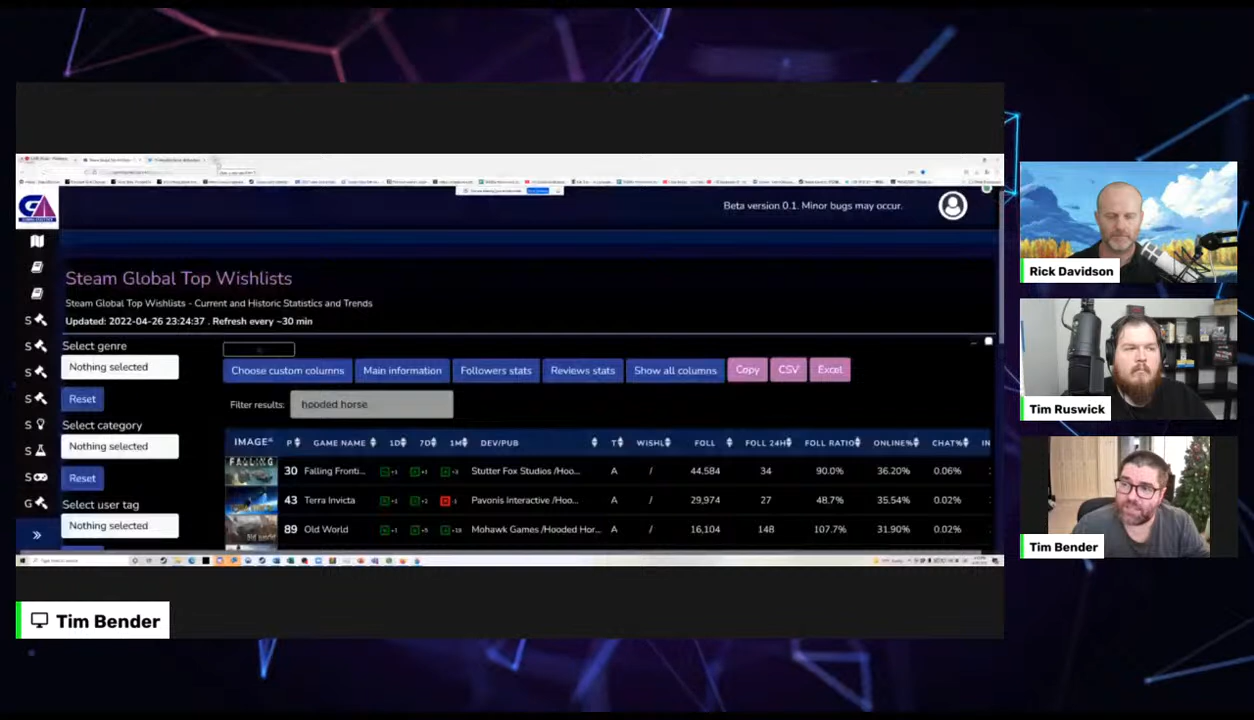 Beta version 0.1. Minor bugs may occur.
Steam Global Top Wishlists
Steam Global Top Wishlists - Current and Historic Statistics and Trends
Updated: 2022-04-26 23:24:37 . Refresh every ~30 min
S
S
S
S
S
S
S
G
Select genre
Nothing selected
Reset
Select category
Nothing selected
Reset
Select user tag
Nothing selected
Choose custom columns
Main information
Followers stats
Reviews stats
Show all columns
Copy
CSV
Excel
Filter results:
hooded horse
IMAGE P GAME NAME 1D 7D 1M DEV/PUB T WISHL FOLL FOLL 24H FOLL RATIO ONLINE% CHAT% IN
FALLING 30 Falling Fronti... Stutter Fox Studios /Hoo... A / 44,584 34 90.0% 36.20% 0.06%
43 Terra Invicta Pavonis Interactive /Hoo... A / 29,974 27 48.7% 35.54% 0.02%
89 Old World Mohawk Games /Hooded Hor... A / 16,104 148 107.7% 31.90% 0.02%
Tim Bender
Rick Davidson
Tim Ruswick
Tim Bender